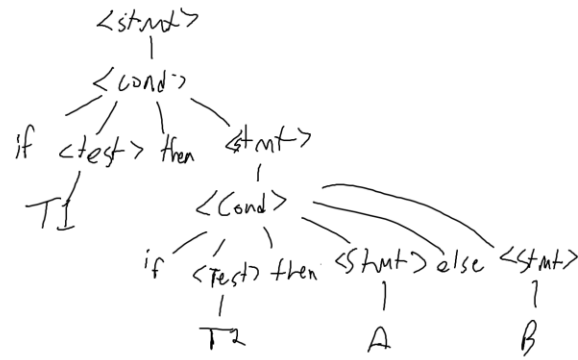 <stmt>
<cond>
if <test> then <stmt>
T1
<Cond>
if <Test> then <Stmt> else <Stmt>
T2 A B